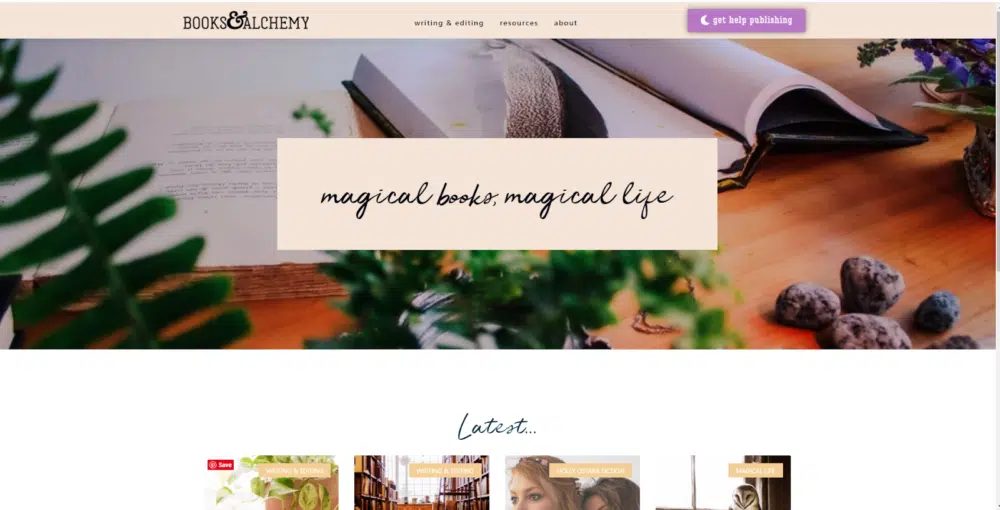 BOOKS&ALCHEMY
writing & editing resources about
get help publishing
magical books, magical life
Latest...
Save
WRITING & EDITING
WRITING & EDITING
HOLLY OSTARA FICTION
MAGICAL LIFE